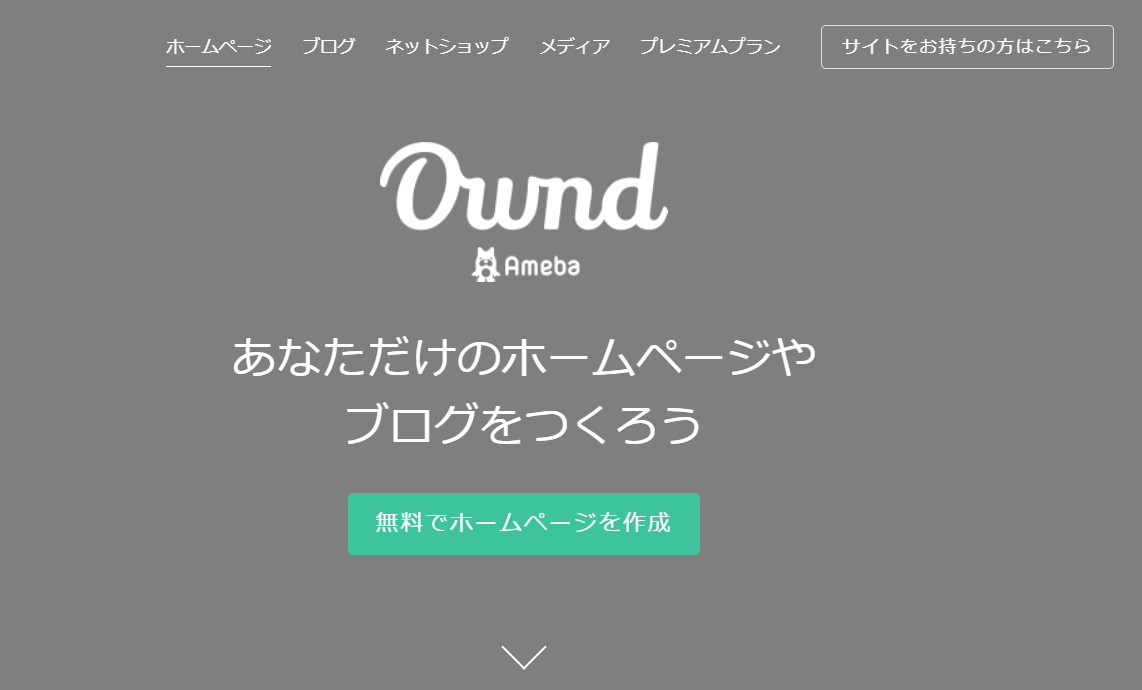 ホームページ ブログ ネットショップ メディア プレミアムプラン サイトをお持ちの方はこちら
Ownd
Ameba
あなただけのホームページや
ブログをつくろう
無料でホームページを作成